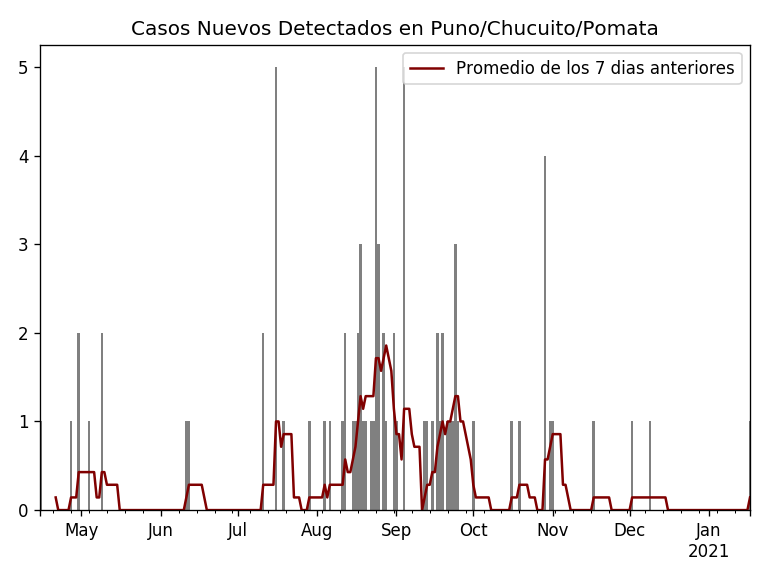 Casos Nuevos Detectados en Puno/Chucuito/Pomata
Promedio de los 7 dias anteriores
5
4
3
2
1
0
May Jun Jul Aug Sep Oct Nov Dec Jan
2021